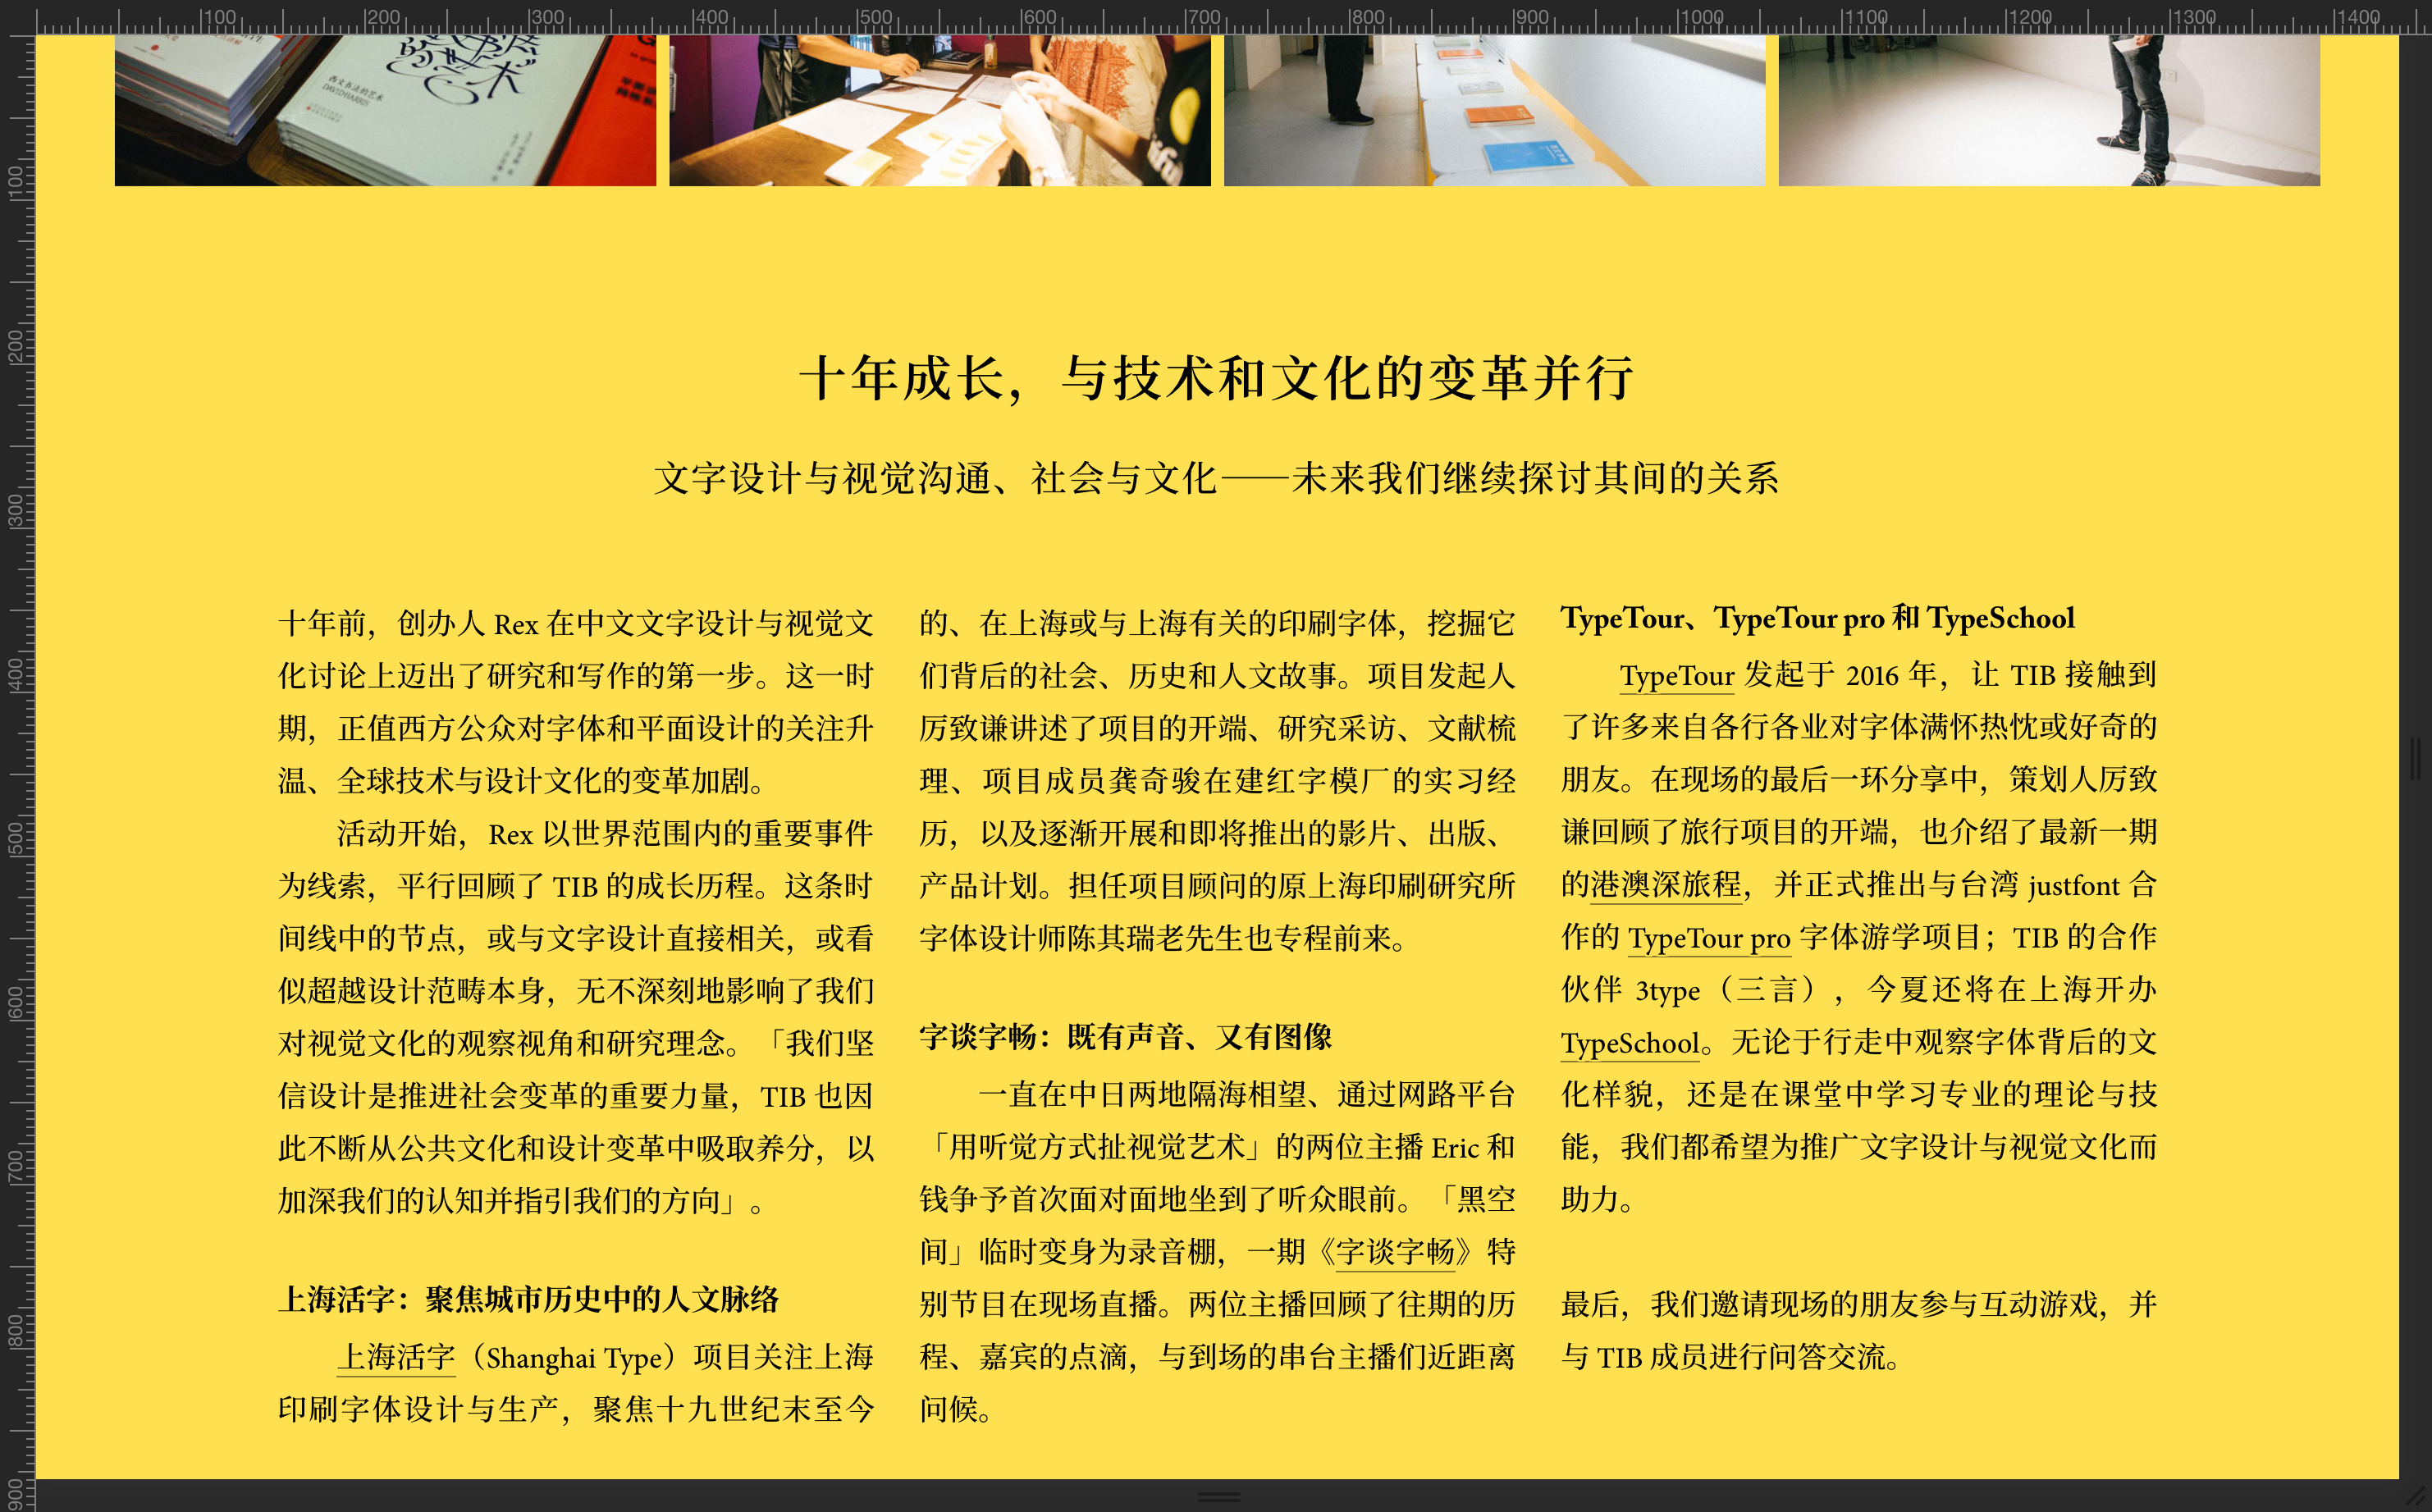 100 200 300 400 500 600 700 800 900 1000 1100 1200 1300 1400
100
200
300
400
500
600
700
800
900
西文书法的艺术
DAVID HARRIS
十年成长，与技术和文化的变革并行
文字设计与视觉沟通、社会与文化——未来我们继续探讨其间的关系
十年前，创办人 Rex 在中文文字设计与视觉文
化讨论上迈出了研究和写作的第一步。这一时
期，正值西方公众对字体和平面设计的关注升
温、全球技术与设计文化的变革加剧。
活动开始，Rex 以世界范围内的重要事件
为线索，平行回顾了 TIB 的成长历程。这条时
间线中的节点，或与文字设计直接相关，或看
似超越设计范畴本身，无不深刻地影响了我们
对视觉文化的观察视角和研究理念。「我们坚
信设计是推进社会变革的重要力量，TIB 也因
此不断从公共文化和设计变革中吸取养分，以
加深我们的认知并指引我们的方向」。
上海活字：聚焦城市历史中的人文脉络
上海活字（Shanghai Type）项目关注上海
印刷字体设计与生产，聚焦十九世纪末至今
的、在上海或与上海有关的印刷字体，挖掘它
们背后的社会、历史和人文故事。项目发起人
厉致谦讲述了项目的开端、研究采访、文献梳
理、项目成员龚奇骏在建红字模厂的实习经
历，以及逐渐开展和即将推出的影片、出版、
产品计划。担任项目顾问的原上海印刷研究所
字体设计师陈其瑞老先生也专程前来。
字谈字畅：既有声音、又有图像
一直在中日两地隔海相望、通过网路平台
「用听觉方式扯视觉艺术」的两位主播 Eric 和
钱争予首次面对面地坐到了听众眼前。「黑空
间」临时变身为录音棚，一期《字谈字畅》特
别节目在现场直播。两位主播回顾了往期的历
程、嘉宾的点滴，与到场的串台主播们近距离
问候。
TypeTour、TypeTour pro 和 TypeSchool
TypeTour 发起于 2016 年，让 TIB 接触到
了许多来自各行各业对字体满怀热忱或好奇的
朋友。在现场的最后一环分享中，策划人厉致
谦回顾了旅行项目的开端，也介绍了最新一期
的港澳深旅程，并正式推出与台湾 justfont 合
作的 TypeTour pro 字体游学项目；TIB 的合作
伙伴 3type（三言），今夏还将在上海开办
TypeSchool。无论于行走中观察字体背后的文
化样貌，还是在课堂中学习专业的理论与技
能，我们都希望为推广文字设计与视觉文化而
助力。
最后，我们邀请现场的朋友参与互动游戏，并
与 TIB 成员进行问答交流。